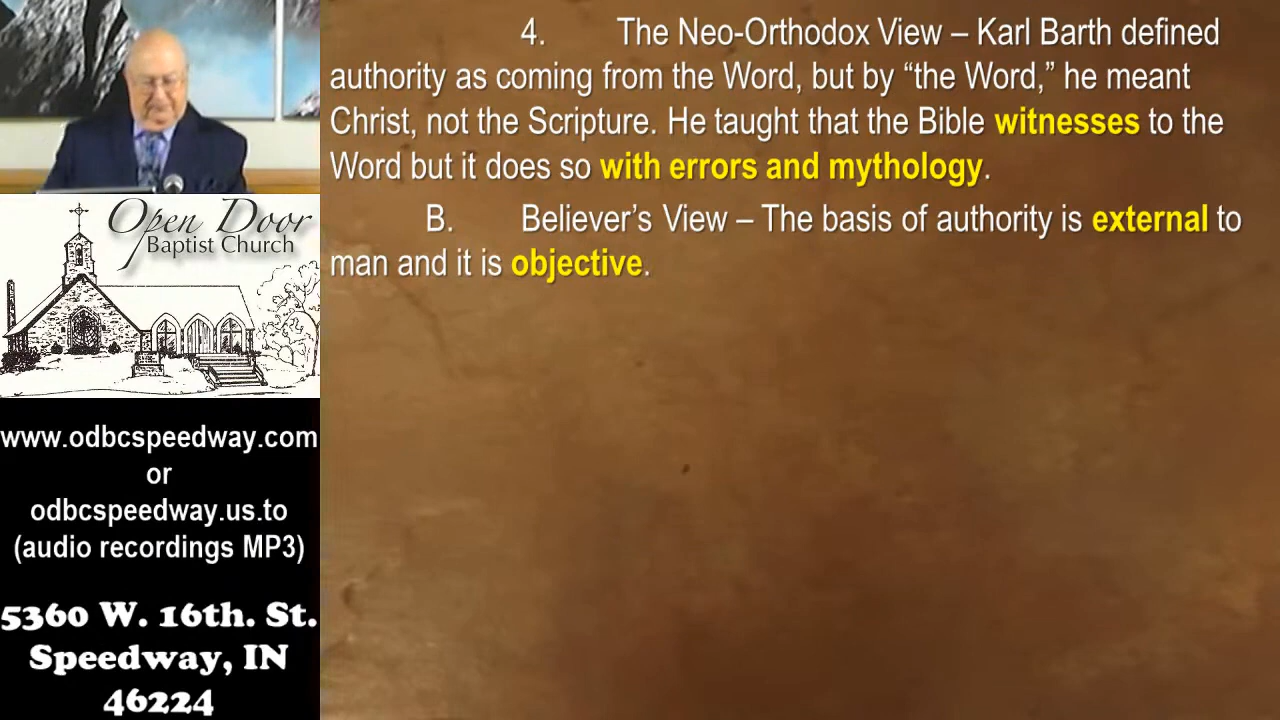 4. The Neo-Orthodox View – Karl Barth defined
authority as coming from the Word, but by “the Word,” he meant
Christ, not the Scripture. He taught that the Bible witnesses to the
Word but it does so with errors and mythology.
B. Believer’s View – The basis of authority is external to
man and it is objective.
Open Door
Baptist Church
www.odbcspeedway.com
or
odbcspeedway.us.to
(audio recordings MP3)
5360 W. 16th. St.
Speedway, IN
46224